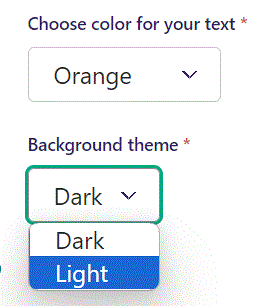 Choose color for your text *
Orange
Background theme *
Dark
Dark
Light